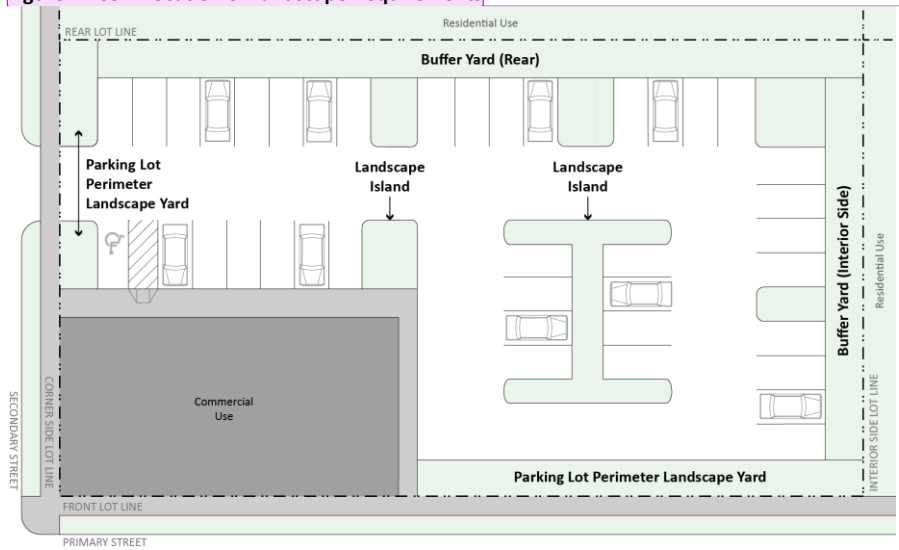 Residential Use
REAR LOT LINE
Buffer Yard (Rear)
Parking Lot
Perimeter
Landscape Yard
Landscape
Island
Landscape
Island
Buffer Yard (Interior Side)
Residential Use
Commercial
Use
SECONDARY STREET
CORNER SIDE LOT LINE
INTERIOR SIDE LOT LINE
Parking Lot Perimeter Landscape Yard
FRONT LOT LINE
PRIMARY STREET